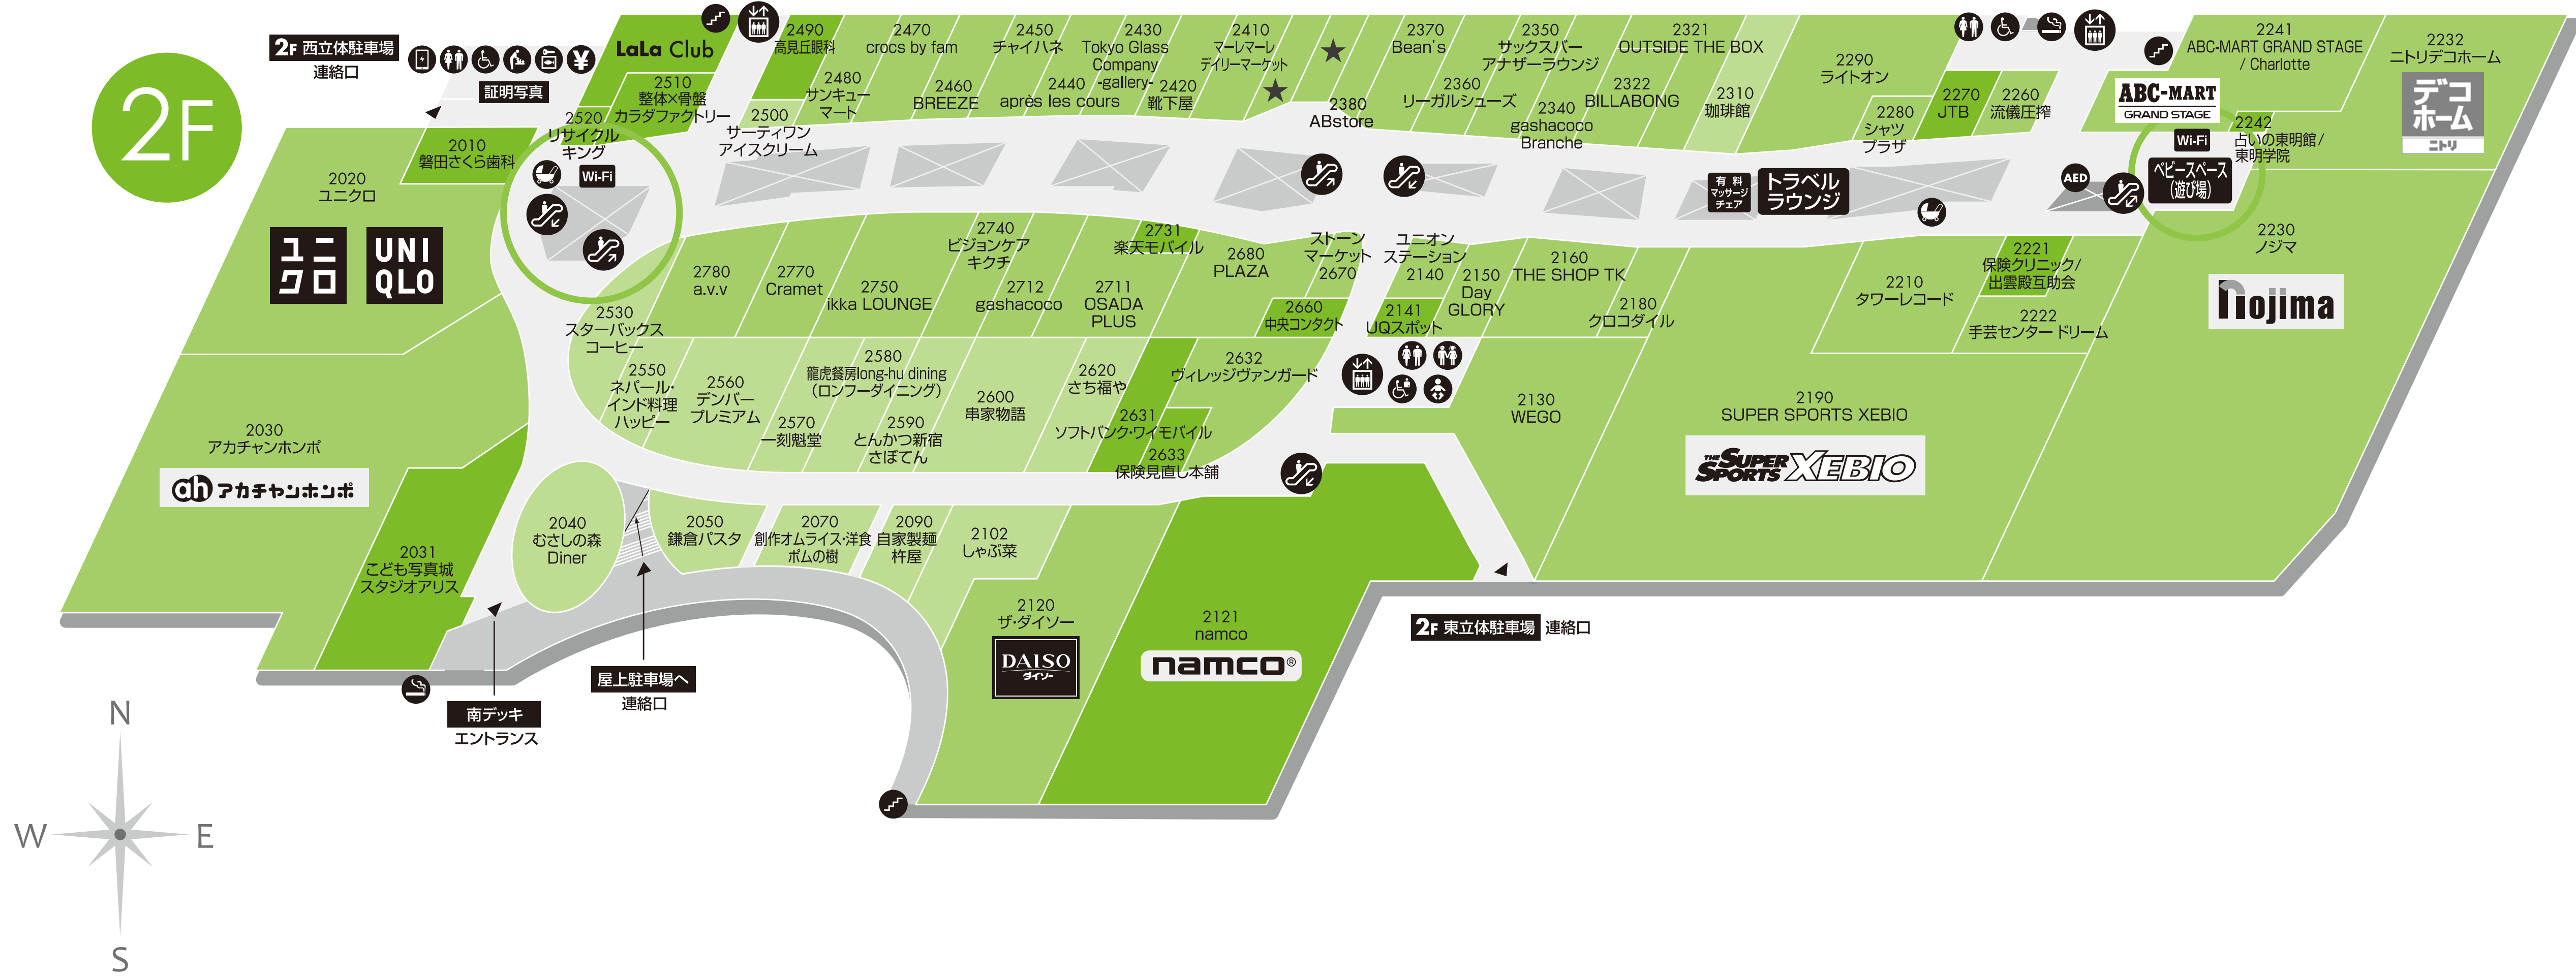 2F
2F 西立体駐車場
連絡口
証明写真
LaLa Club
2510
整体×骨盤
カラダファクトリー
2520
リサイクル
キング
2010
磐田さくら歯科
2020
ユニクロ
ユニ
クロ
UNI
QLO
Wi-Fi
2490
高見丘眼科
2480
サンキュー
マート
2500
サーティワン
アイスクリーム
2470
crocs by fam
2460
BREEZE
2450
チャイハネ
2440
après les cours
2430
Tokyo Glass
Company
-gallery-
2420
靴下屋
2410
マーレマーレ
デイリーマーケット
★
★
2380
ABstore
2370
Bean's
2360
リーガルシューズ
2350
サックスバー
アナザーラウンジ
2340
gashacoco
Branche
2321
OUTSIDE THE BOX
2322
BILLABONG
2310
珈琲館
2290
ライトオン
2280
シャツ
プラザ
2270
JTB
2260
流儀圧搾
2241
ABC-MART GRAND STAGE
/ Charlotte
ABC-MART
GRAND STAGE
2232
ニトリデコホーム
デコ
ホーム
ニトリ
2242
占いの東明館/
東明学院
Wi-Fi
ベビースペース
(遊び場)
AED
有料
マッサージ
チェア
トラベル
ラウンジ
2230
ノジマ
nojima
2221
保険クリニック/
出雲殿互助会
2210
タワーレコード
2222
手芸センター ドリーム
2780
a.v.v
2770
Cramet
2750
ikka LOUNGE
2740
ビジョンケア
キクチ
2712
gashacoco
2711
OSADA
PLUS
2731
楽天モバイル
2680
PLAZA
ストーン
マーケット
2670
2660
中央コンタクト
ユニオン
ステーション
2140
2141
UQスポット
2150
Day
GLORY
2160
THE SHOP TK
2180
クロコダイル
2530
スターバックス
コーヒー
2550
ネパール・
インド料理
ハッピー
2560
デンバー
プレミアム
2570
一刻魁堂
2580
龍虎餐房long-hu dining
(ロンフーダイニング)
2590
とんかつ新宿
さぼてん
2600
串家物語
2620
さち福や
2631
ソフトバンク・ワイモバイル
2632
ヴィレッジヴァンガード
2633
保険見直し本舗
2130
WEGO
2190
SUPER SPORTS XEBIO
THE SUPER
SPORTS XEBIO
2030
アカチャンホンポ
ah アカチャンホンポ
2031
こども写真城
スタジオアリス
2040
むさしの森
Diner
2050
鎌倉パスタ
2070
創作オムライス・洋食
ポムの樹
2090
自家製麺
杵屋
2102
しゃぶ菜
2120
ザ・ダイソー
DAISO
ダイソー
2121
namco
namco®
2F 東立体駐車場 連絡口
屋上駐車場へ
連絡口
南デッキ
エントランス
N
W
E
S